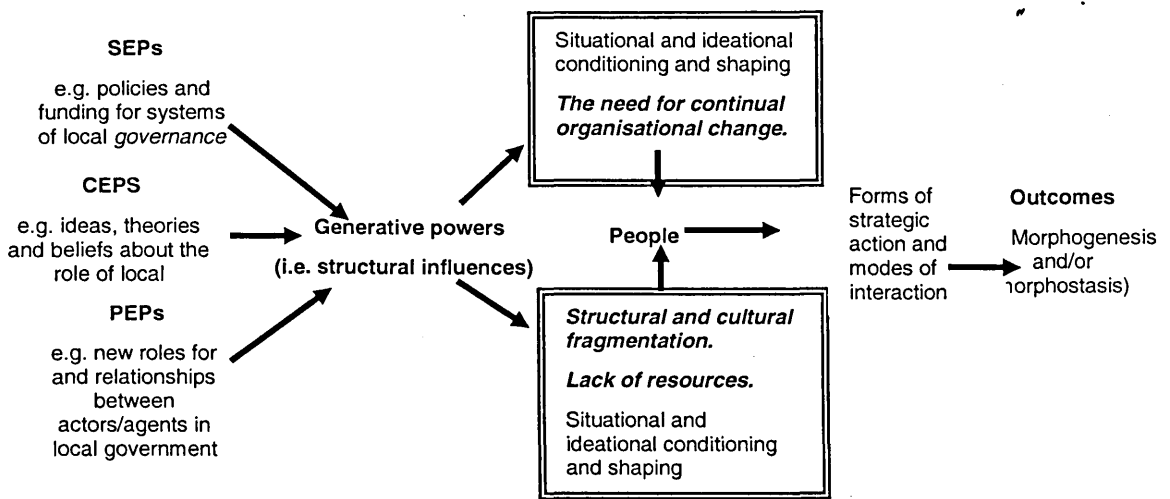 SEPs
e.g. policies and
funding for systems
of local governance
CEPS
e.g. ideas, theories
and beliefs about the
role of local
PEPs
e.g. new roles for
and relationships
between
actors/agents in
local government
Generative powers
(i.e. structural influences)
Situational and ideational
conditioning and shaping
The need for continual
organisational change.
People
Structural and cultural
fragmentation.
Lack of resources.
Situational and
ideational conditioning
and shaping
Forms of
strategic
action and
modes of
interaction
Outcomes
Morphogenesis
and/or
norphostasis)